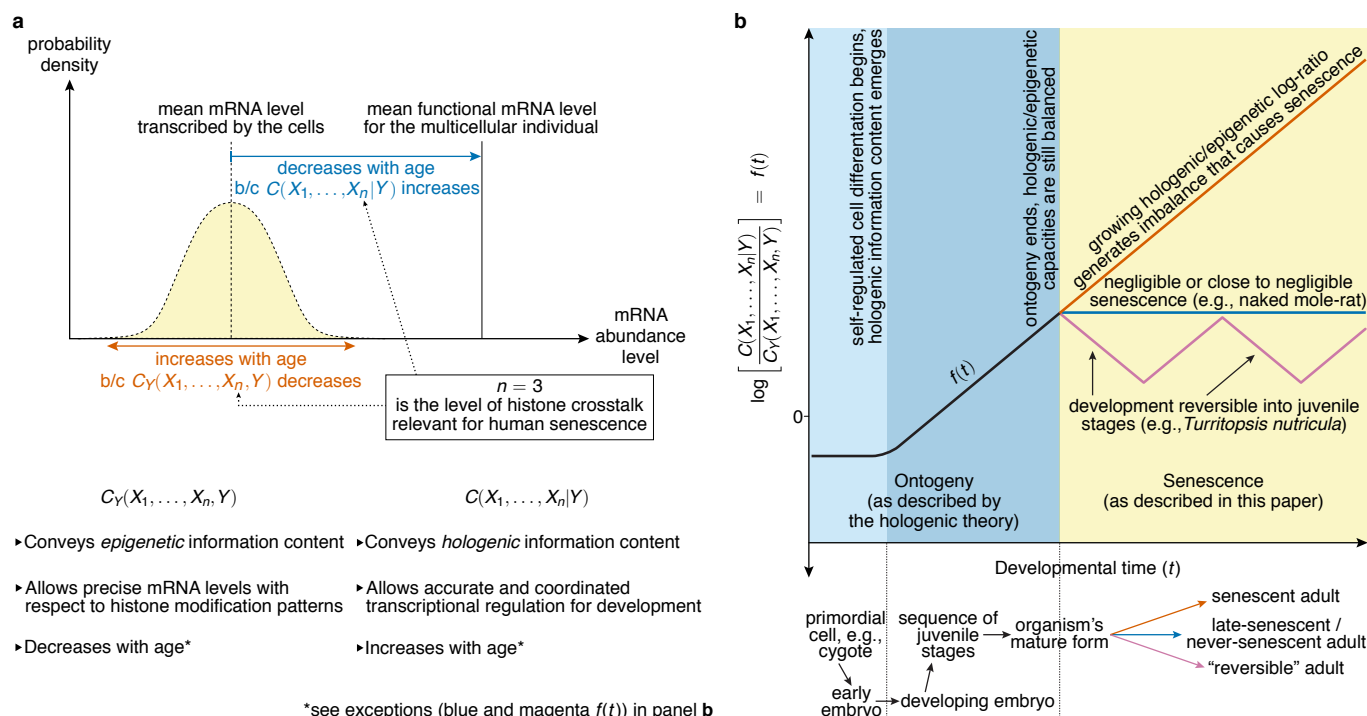 a
probability
density
mean mRNA level
transcribed by the cells
mean functional mRNA level
for the multicellular individual
decreases with age
b/c C(X₁, . . . ,Xₙ|Y) increases
mRNA
abundance
level
increases with age
b/c C_Y(X₁, . . . ,Xₙ,Y) decreases
n = 3
is the level of histone crosstalk
relevant for human senescence
C_Y(X₁, . . . ,Xₙ,Y)
▸Conveys epigenetic information content
▸Allows precise mRNA levels with
respect to histone modification patterns
▸Decreases with age*
C(X₁, . . . ,Xₙ|Y)
▸Conveys hologenic information content
▸Allows accurate and coordinated
transcriptional regulation for development
▸Increases with age*
*see exceptions (blue and magenta f(t)) in panel b
b
log [C(X₁, . . . ,Xₙ|Y) / C_Y(X₁, . . . ,Xₙ,Y)] = f(t)
0
self-regulated cell differentiation begins,
hologenic information content emerges
ontogeny ends, hologenic/epigenetic
capacities are still balanced
growing hologenic/epigenetic log-ratio
generates imbalance that causes senescence
negligible or close to negligible
senescence (e.g., naked mole-rat)
f(t)
development reversible into juvenile
stages (e.g.,Turritopsis nutricula)
Ontogeny
(as described by
the hologenic theory)
Senescence
(as described in this paper)
Developmental time (t)
primordial
cell, e.g.,
cygote
early
embryo
developing embryo
sequence of
juvenile
stages
organism's
mature form
senescent adult
late-senescent /
never-senescent adult
"reversible" adult